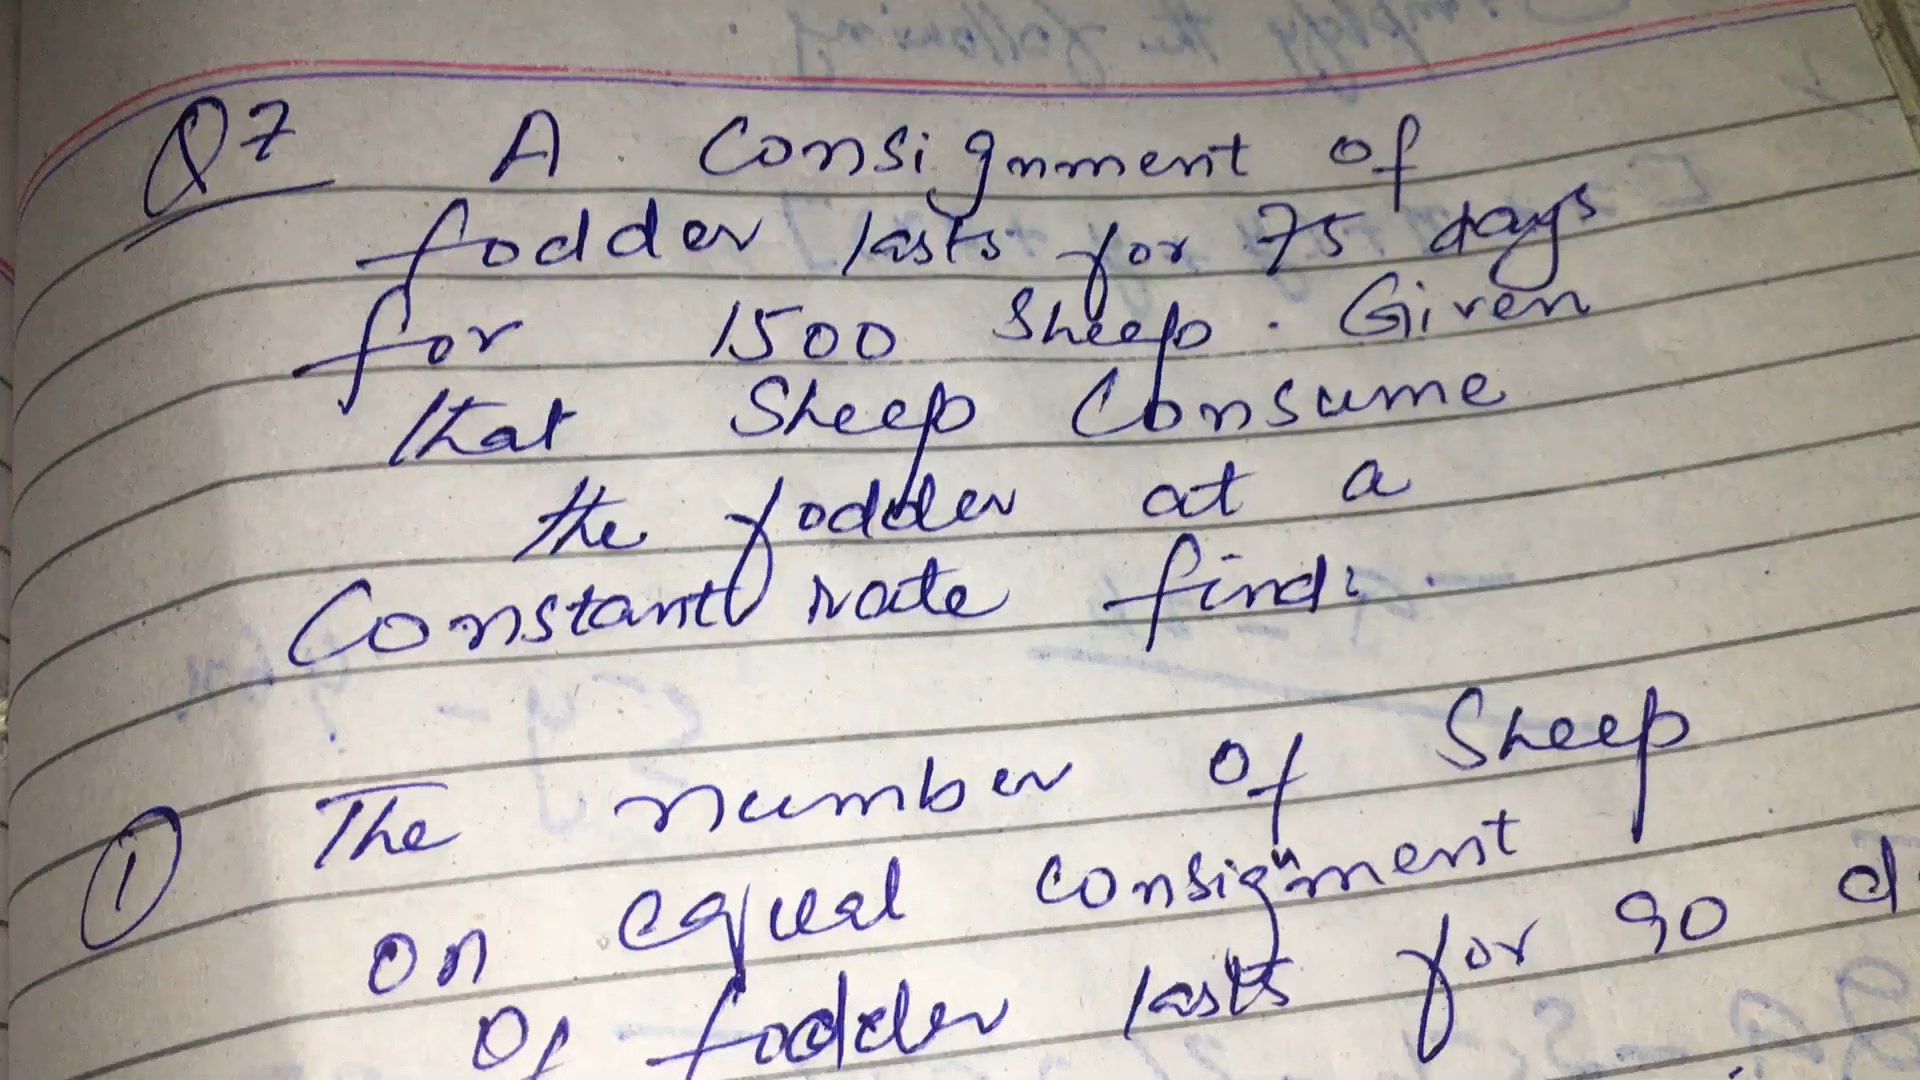 Q7 A Consignment of
fodder lasts for 75 days
for 1500 Sheep. Given
that Sheep Consume
the fodder at a
Constant rate find:
① The number of Sheep
on equal consignment
Of fodder lasts for 90 d